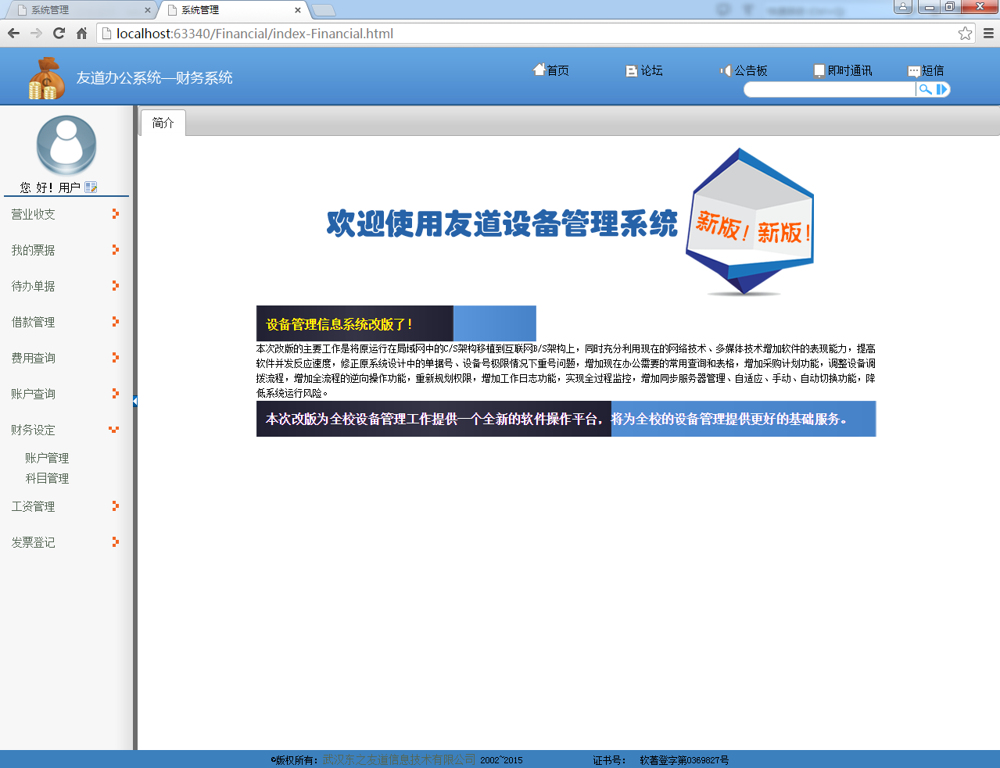 系统管理
系统管理
localhost:63340/Financial/index-Financial.html
友道办公系统—财务系统
首页
论坛
公告板
即时通讯
短信
简介
您 好！用户
营业收支
我的票据
待办单据
借款管理
费用查询
账户查询
财务设定
账户管理
科目管理
工资管理
发票登记
欢迎使用友道设备管理系统
新版！新版！
设备管理信息系统改版了！
本次改版的主要工作是将原运行在局域网中的C/S架构移植到互联网B/S架构上，同时充分利用现在的网络技术、多媒体技术增加软件的表现能力，提高
软件并发反应速度，修正原系统设计中的单据号、设备号极限情况下重号问题，增加现在办公需要的常用查询和表格，增加采购计划功能，调整设备调
拨流程，增加全流程的逆向操作功能，重新规划权限，增加工作日志功能，实现全过程监控，增加同步服务器管理、自适应、手动、自动切换功能，降
低系统运行风险。
本次改版为全校设备管理工作提供一个全新的软件操作平台，将为全校的设备管理提供更好的基础服务。
©版权所有：武汉东之友道信息技术有限公司 2002~2015 证书号： 软著登字第0369827号